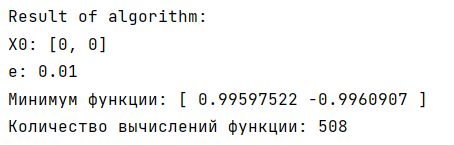 Result of algorithm:
X0: [0, 0]
e: 0.01
Минимум функции: [ 0.99597522 -0.9960907 ]
Количество вычислений функции: 508